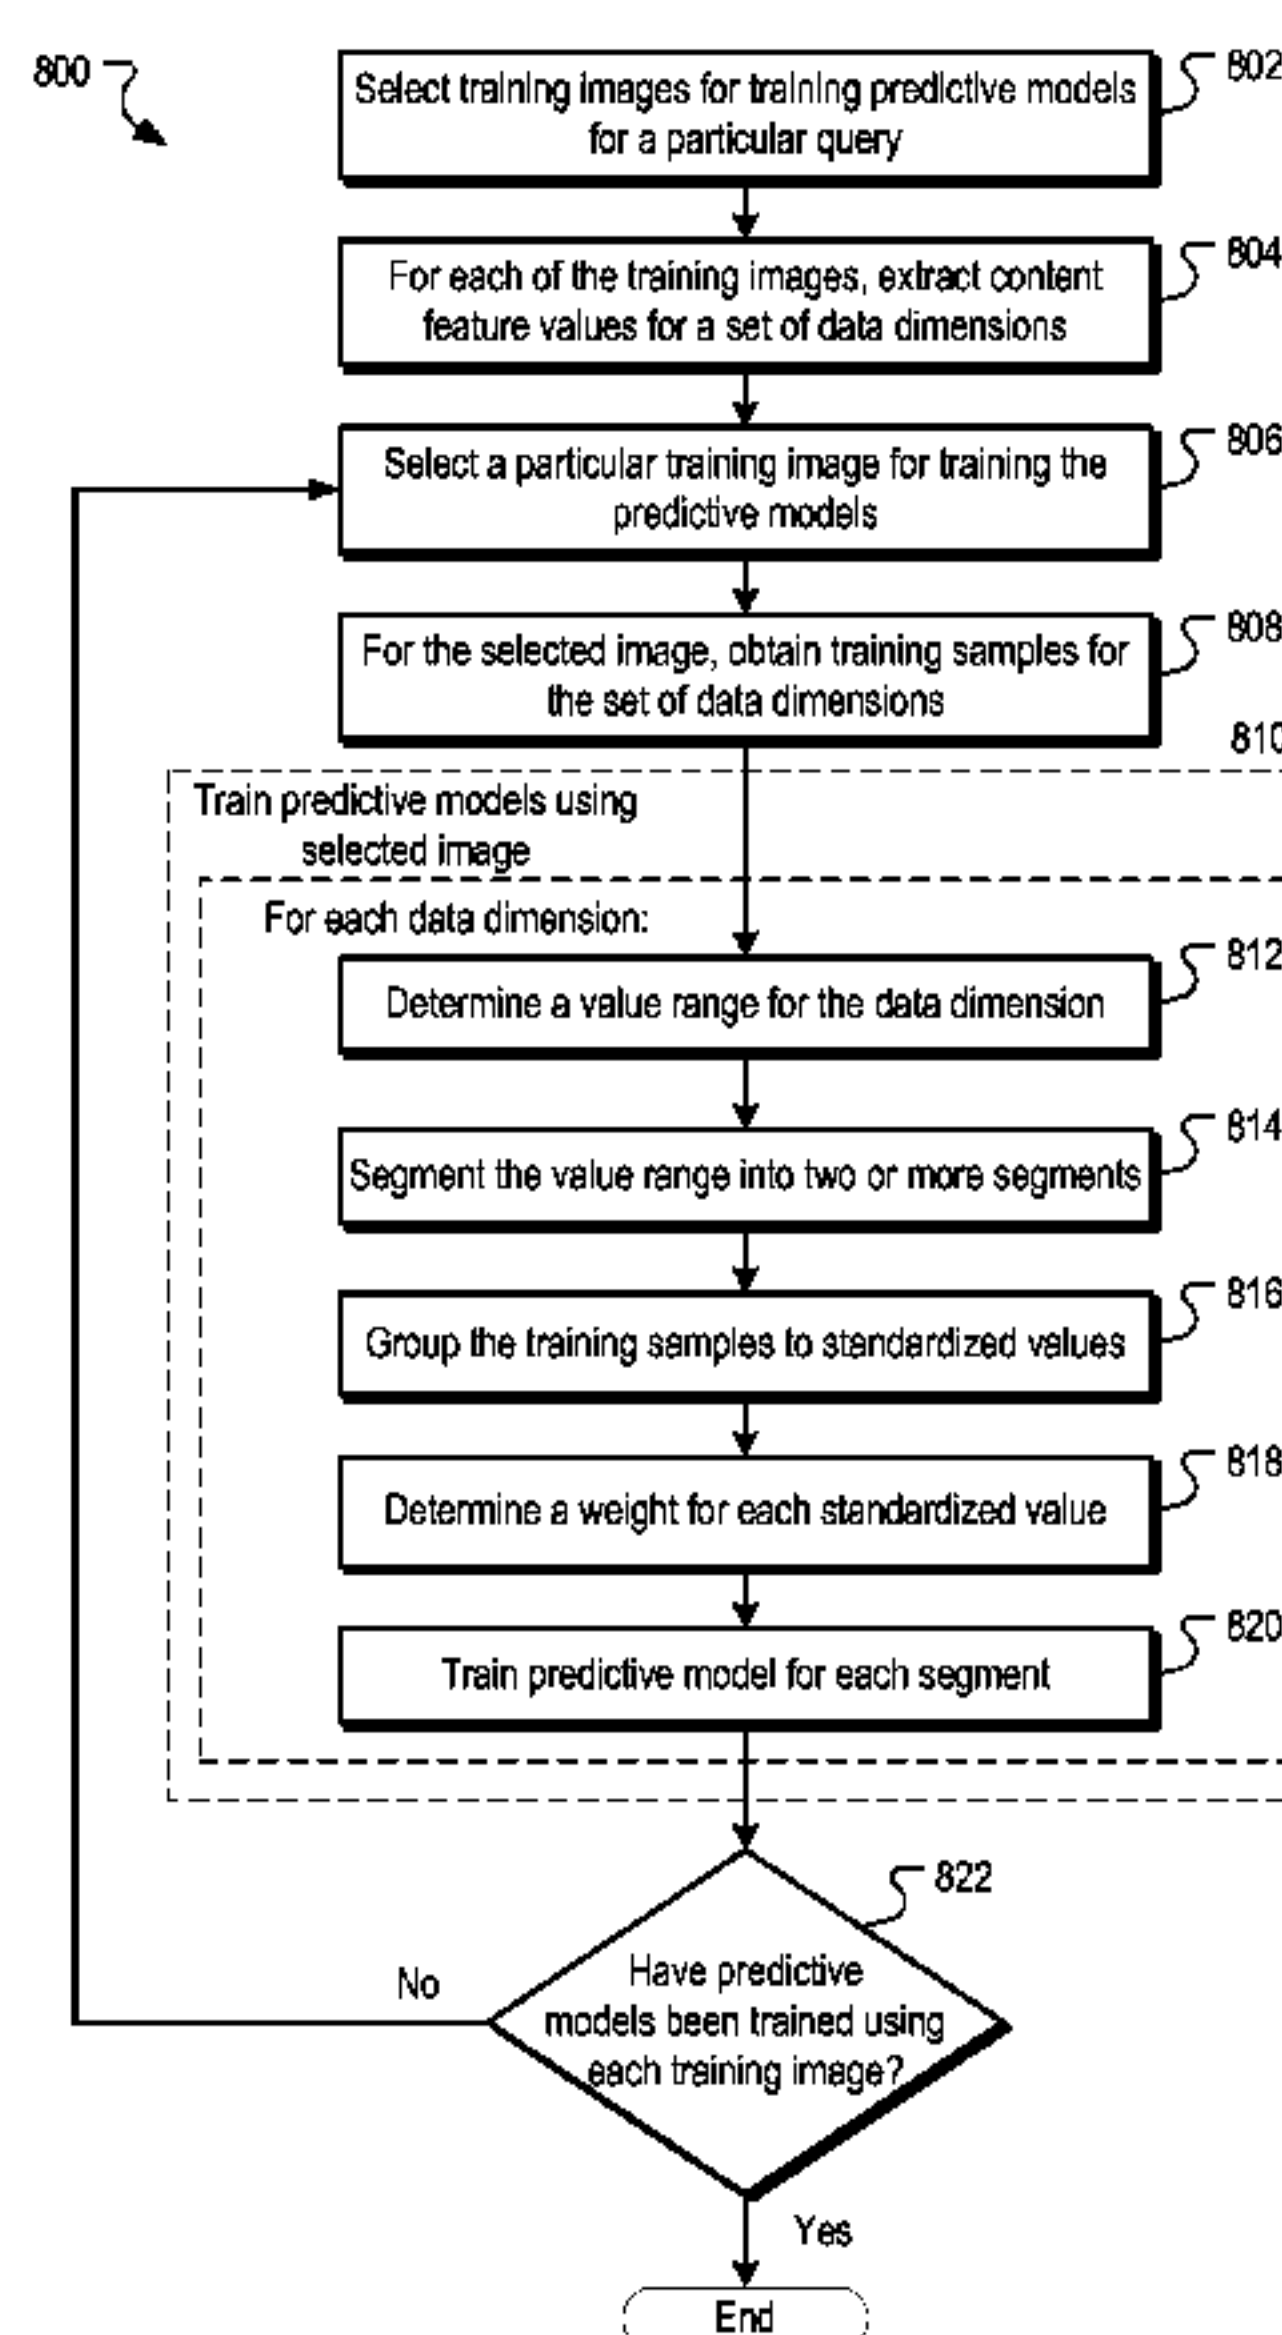 800
Select training images for training predictive models
for a particular query
802
For each of the training images, extract content
feature values for a set of data dimensions
804
Select a particular training image for training the
predictive models
806
For the selected image, obtain training samples for
the set of data dimensions
808
810
Train predictive models using
selected image
For each data dimension:
Determine a value range for the data dimension
812
Segment the value range into two or more segments
814
Group the training samples to standardized values
816
Determine a weight for each standardized value
818
Train predictive model for each segment
820
822
Have predictive
models been trained using
each training image?
No
Yes
End